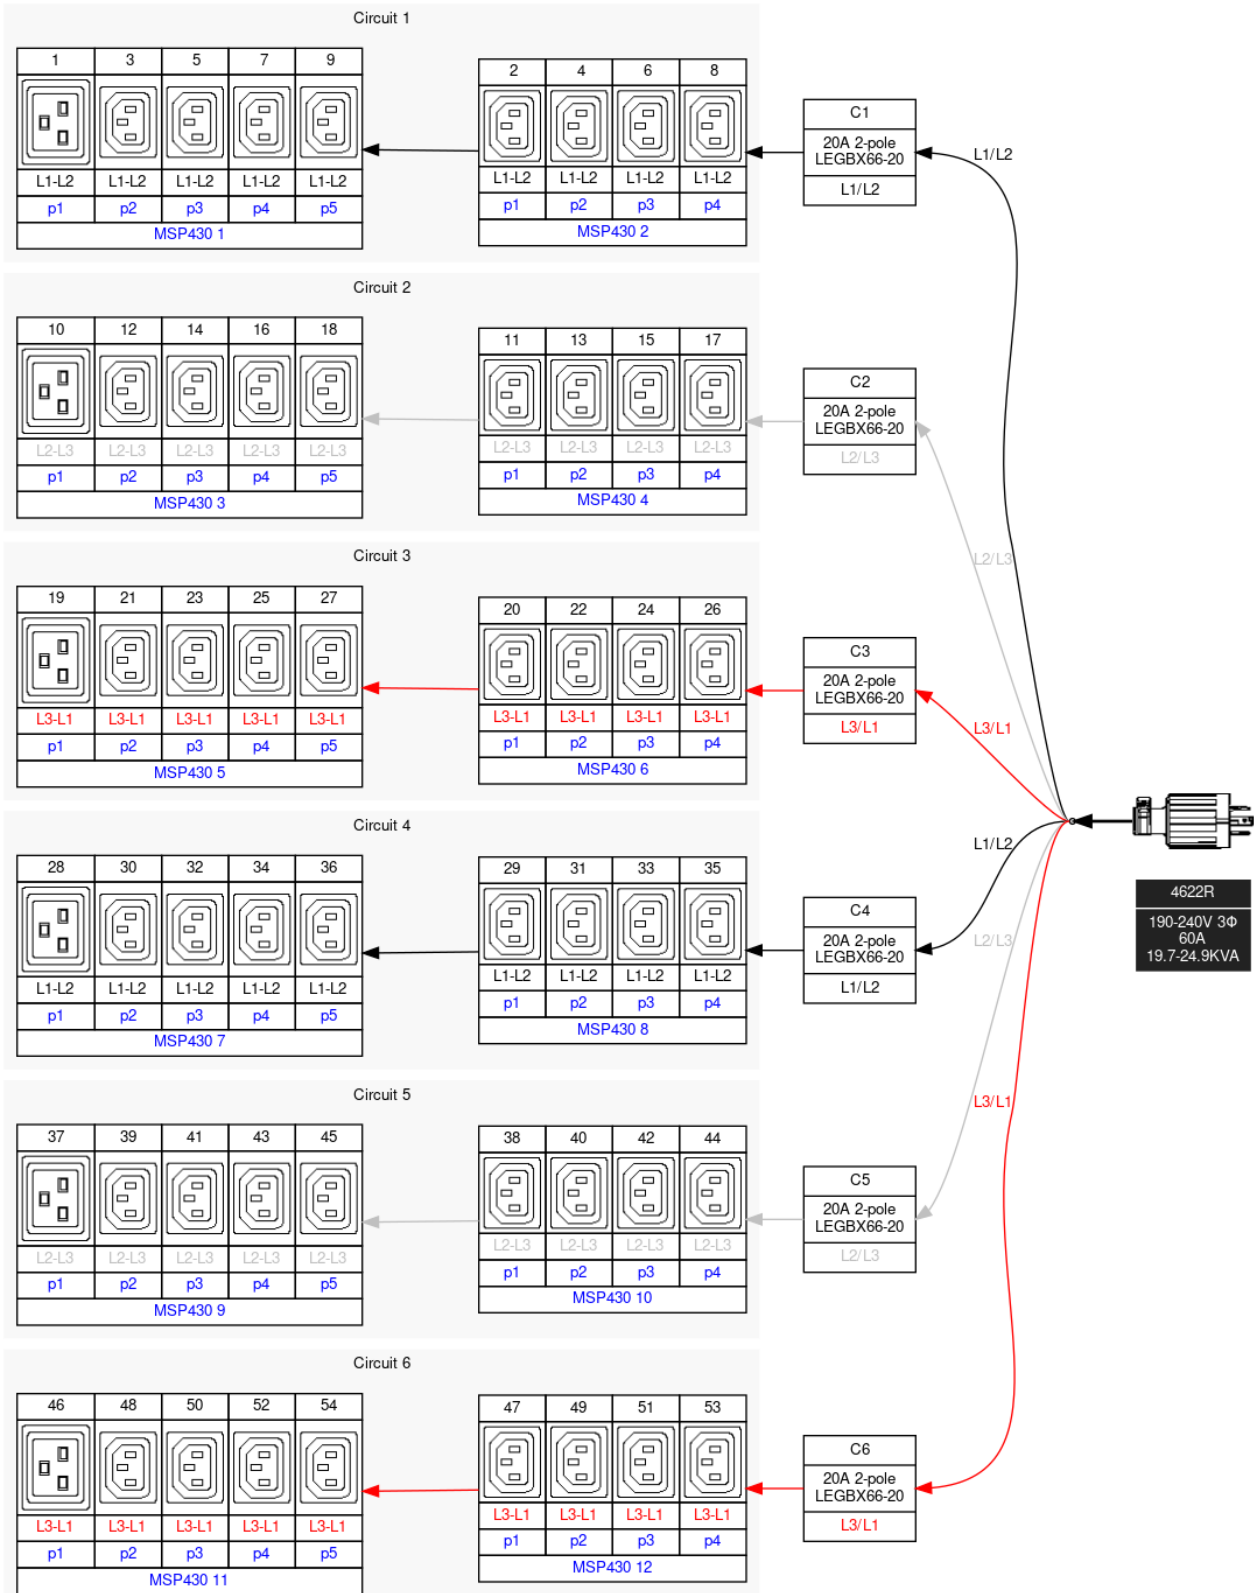 Circuit 1
1 3 5 7 9
L1-L2 L1-L2 L1-L2 L1-L2 L1-L2
p1 p2 p3 p4 p5
MSP430 1
2 4 6 8
L1-L2 L1-L2 L1-L2 L1-L2
p1 p2 p3 p4
MSP430 2
C1
20A 2-pole
LEGBX66-20
L1/L2
L1/L2
Circuit 2
10 12 14 16 18
L2-L3 L2-L3 L2-L3 L2-L3 L2-L3
p1 p2 p3 p4 p5
MSP430 3
11 13 15 17
L2-L3 L2-L3 L2-L3 L2-L3
p1 p2 p3 p4
MSP430 4
C2
20A 2-pole
LEGBX66-20
L2/L3
L2/L3
Circuit 3
19 21 23 25 27
L3-L1 L3-L1 L3-L1 L3-L1 L3-L1
p1 p2 p3 p4 p5
MSP430 5
20 22 24 26
L3-L1 L3-L1 L3-L1 L3-L1
p1 p2 p3 p4
MSP430 6
C3
20A 2-pole
LEGBX66-20
L3/L1
L3/L1
Circuit 4
28 30 32 34 36
L1-L2 L1-L2 L1-L2 L1-L2 L1-L2
p1 p2 p3 p4 p5
MSP430 7
29 31 33 35
L1-L2 L1-L2 L1-L2 L1-L2
p1 p2 p3 p4
MSP430 8
C4
20A 2-pole
LEGBX66-20
L1/L2
L1/L2
4622R
190-240V 3Φ
60A
19.7-24.9KVA
Circuit 5
37 39 41 43 45
L2-L3 L2-L3 L2-L3 L2-L3 L2-L3
p1 p2 p3 p4 p5
MSP430 9
38 40 42 44
L2-L3 L2-L3 L2-L3 L2-L3
p1 p2 p3 p4
MSP430 10
C5
20A 2-pole
LEGBX66-20
L2/L3
L2/L3
Circuit 6
46 48 50 52 54
L3-L1 L3-L1 L3-L1 L3-L1 L3-L1
p1 p2 p3 p4 p5
MSP430 11
47 49 51 53
L3-L1 L3-L1 L3-L1 L3-L1
p1 p2 p3 p4
MSP430 12
C6
20A 2-pole
LEGBX66-20
L3/L1
L3/L1